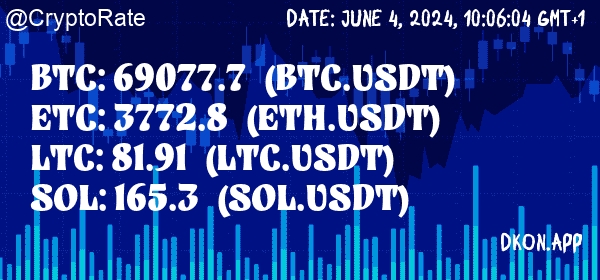 @CryptoRate
DATE: JUNE 4, 2024, 10:06:04 GMT+1
BTC: 69077.7 (BTC.USDT)
ETC: 3772.8 (ETH.USDT)
LTC: 81.91 (LTC.USDT)
SOL: 165.3 (SOL.USDT)
DKON.APP